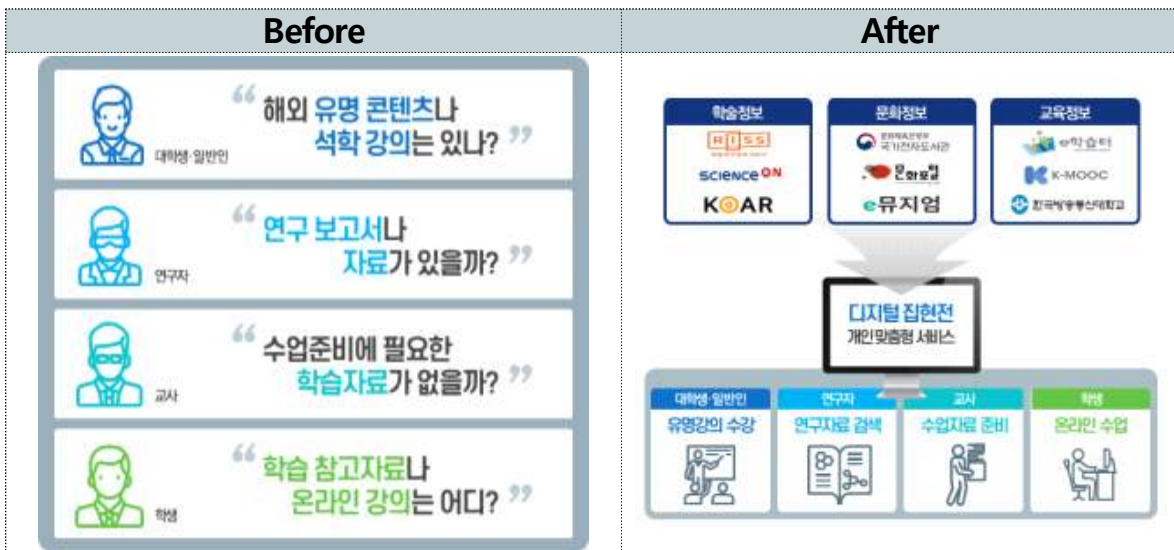 Before
After
“ 해외 유명 콘텐츠나
석학 강의는 있나? ”
대학생·일반인
“ 연구 보고서나
자료가 있을까? ”
연구자
“ 수업준비에 필요한
학습자료가 없을까? ”
교사
“ 학습 참고자료나
온라인 강의는 어디? ”
학생
학술정보
RISS
SCIENCE ON
KOAR
문화정보
국가전자도서관
문화포털
e뮤지엄
교육정보
e학습터
K-MOOC
한국방송통신대학교
디지털 집현전
개인 맞춤형 서비스
대학생·일반인
유명강의 수강
연구자
연구자료 검색
교사
수업자료 준비
학생
온라인 수업